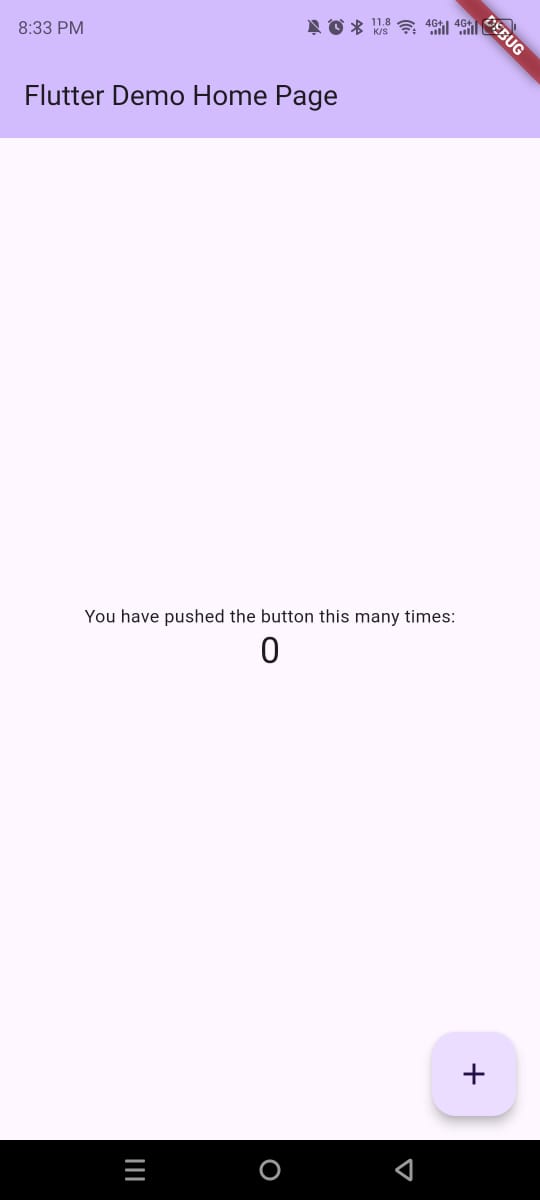 8:33 PM
11.8
K/S
4G+
4G+
DEBUG
Flutter Demo Home Page
You have pushed the button this many times:
0